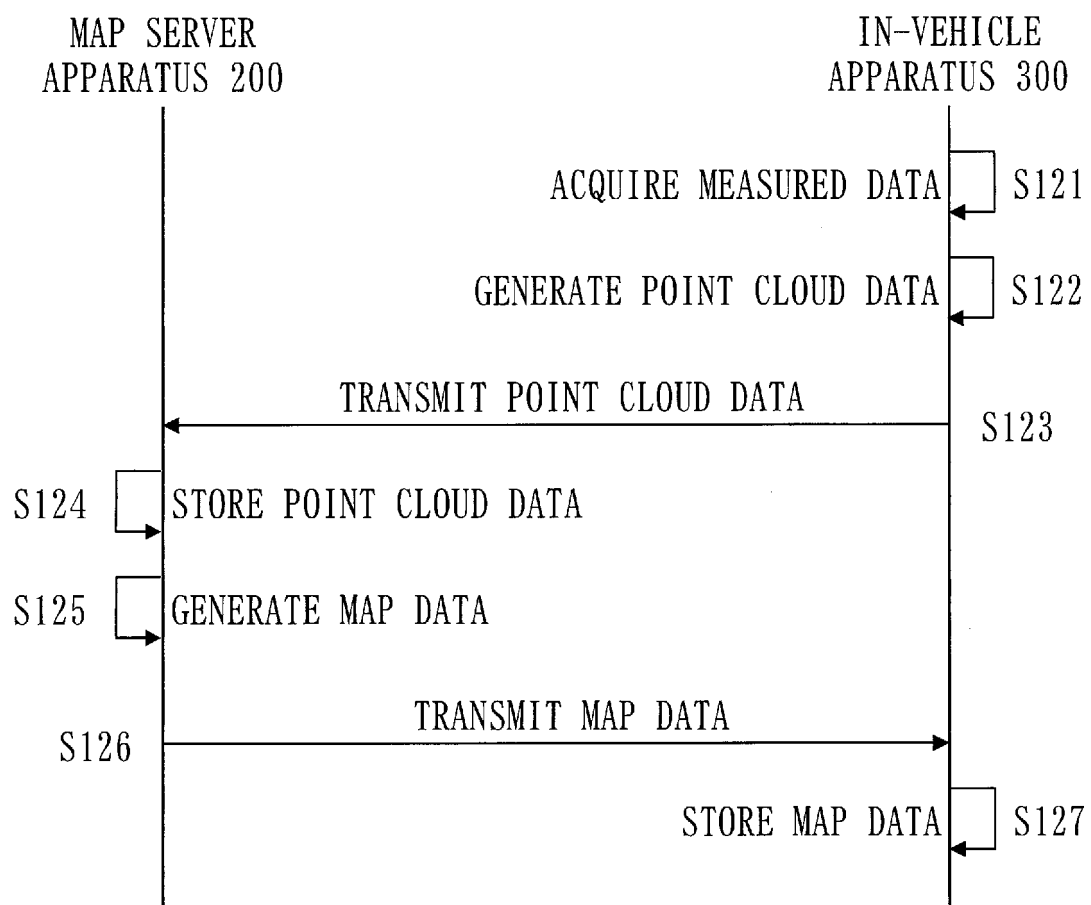 MAP SERVER
APPARATUS 200
IN-VEHICLE
APPARATUS 300
ACQUIRE MEASURED DATA
S121
GENERATE POINT CLOUD DATA
S122
TRANSMIT POINT CLOUD DATA
S123
S124
STORE POINT CLOUD DATA
S125
GENERATE MAP DATA
TRANSMIT MAP DATA
S126
STORE MAP DATA
S127